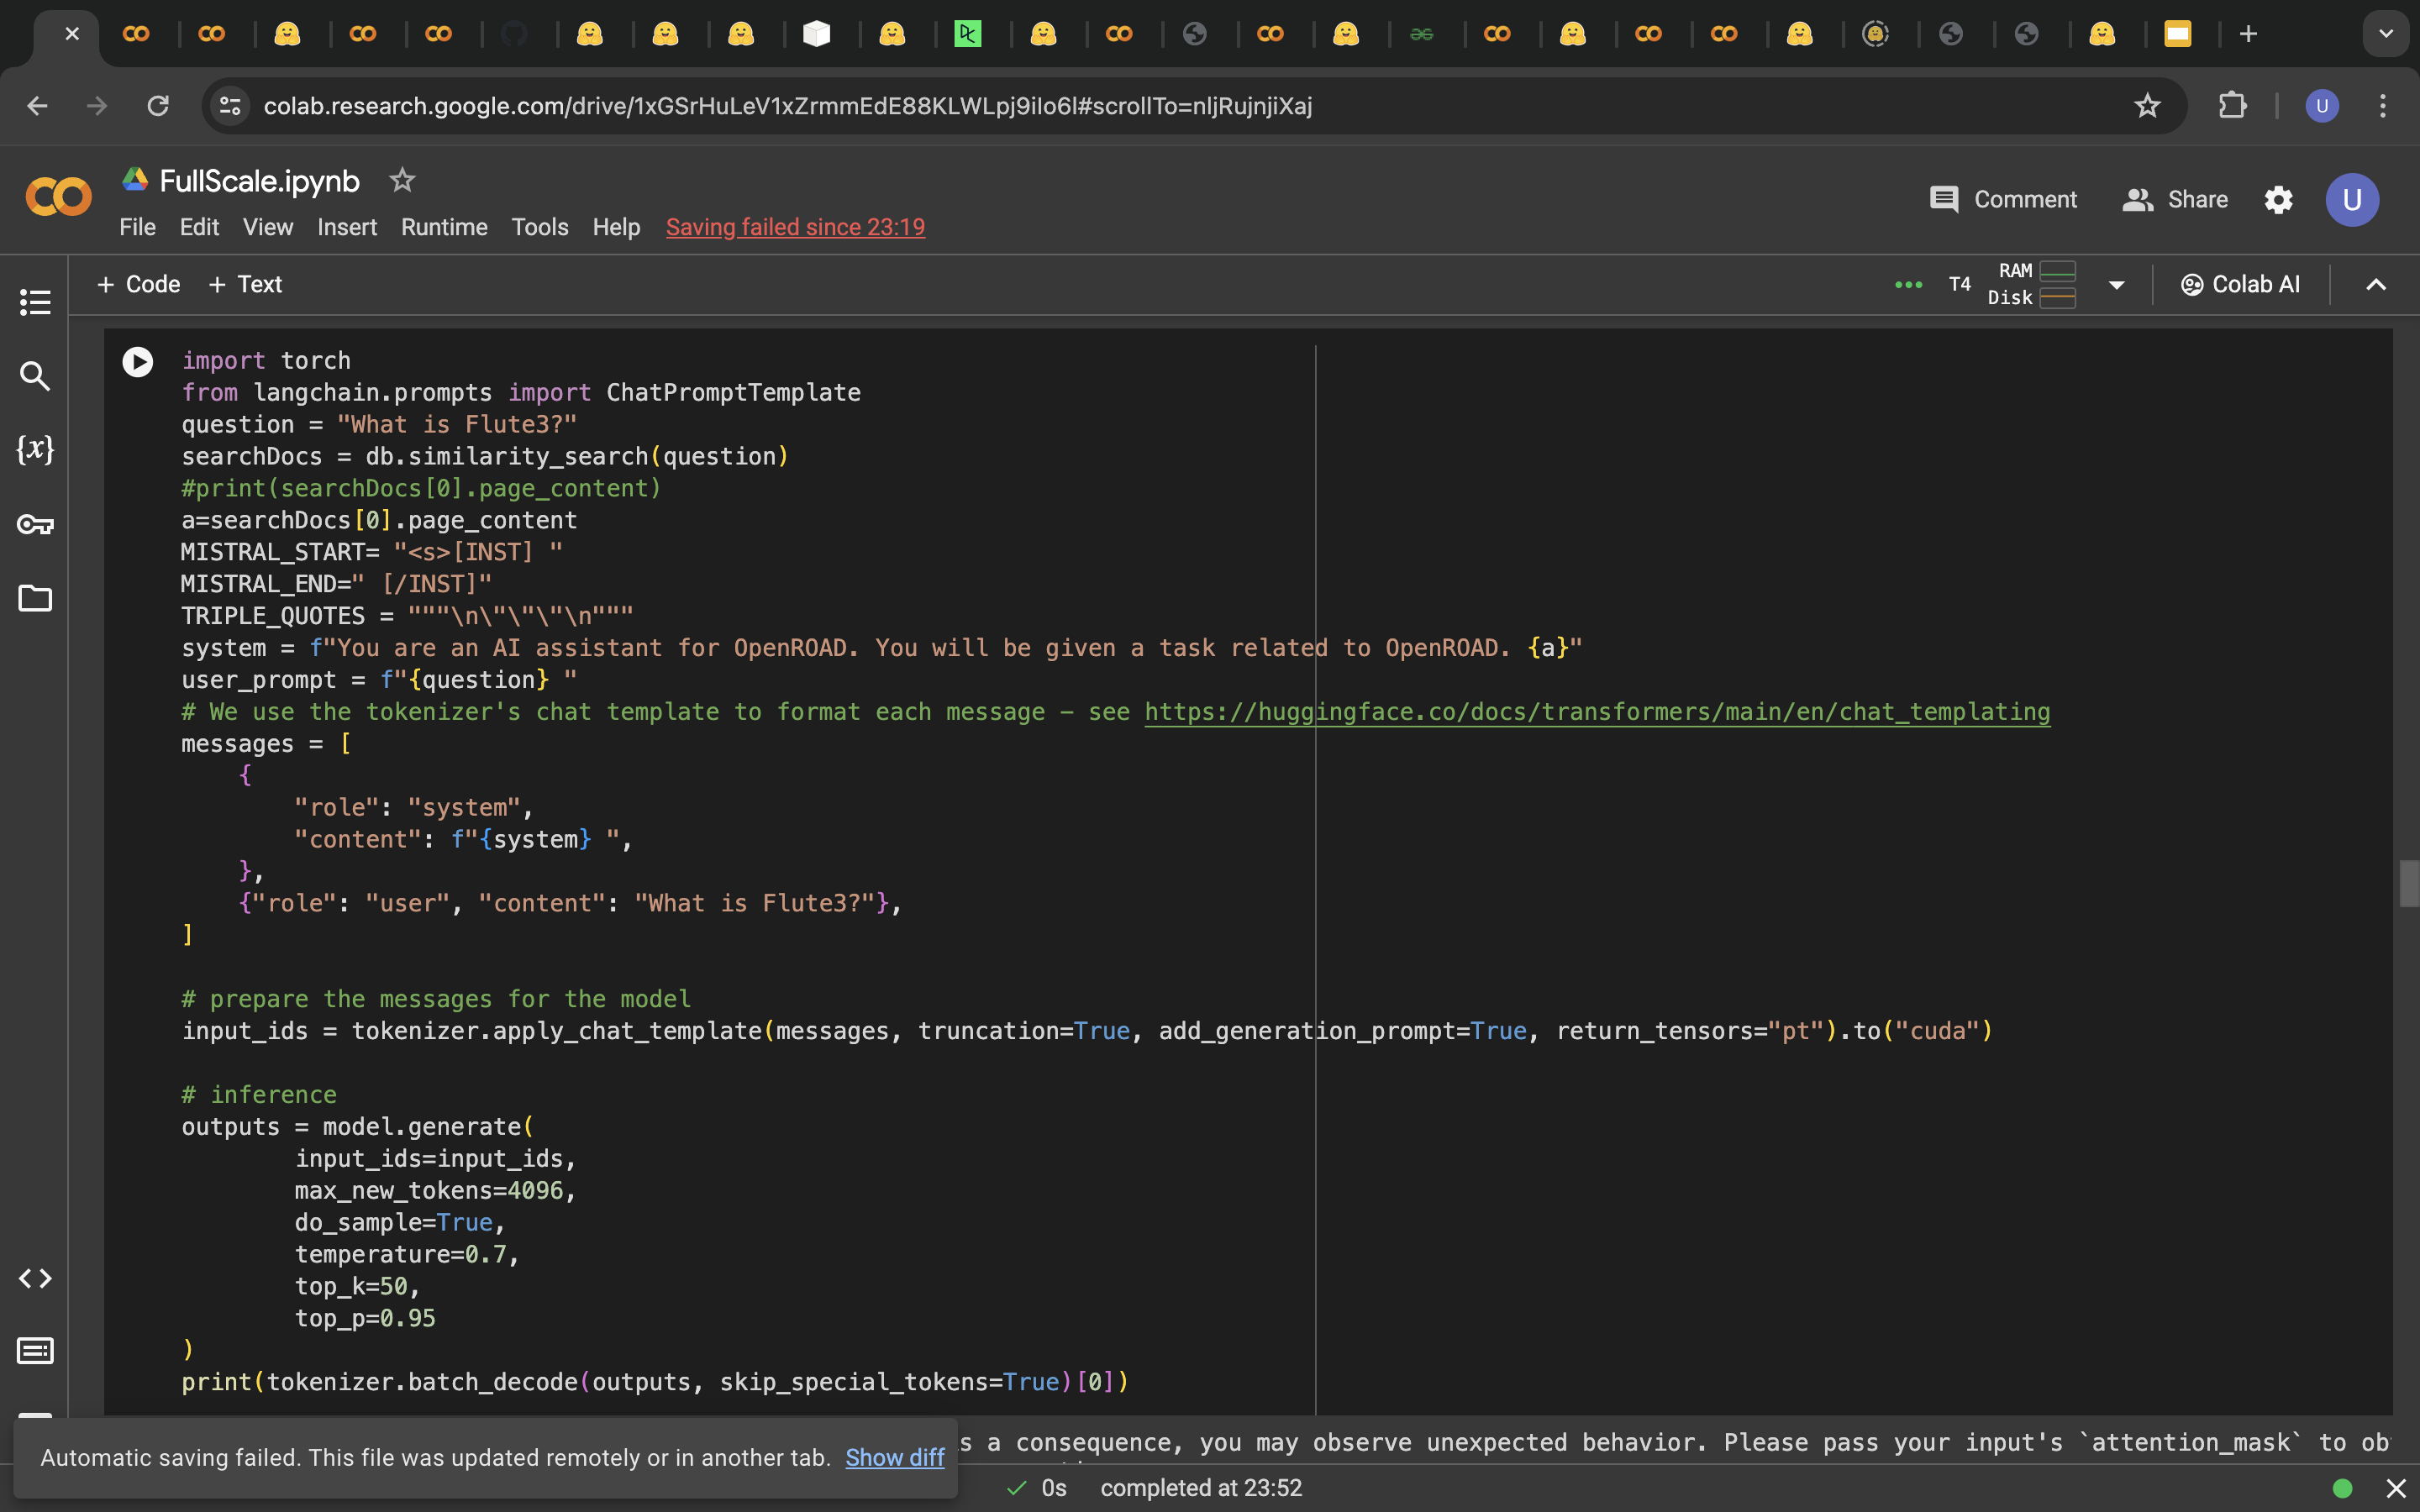 colab.research.google.com/drive/1xGSrHuLeV1xZrmmEdE88KLWLpj9iIo6l#scrollTo=nljRujnjiXaj
U
FullScale.ipynb
Comment
Share
U
File Edit View Insert Runtime Tools Help Saving failed since 23:19
+ Code + Text
T4
RAM
Disk
Colab AI
{x}
import torch
from langchain.prompts import ChatPromptTemplate
question = "What is Flute3?"
searchDocs = db.similarity_search(question)
#print(searchDocs[0].page_content)
a=searchDocs[0].page_content
MISTRAL_START= "<s>[INST] "
MISTRAL_END=" [/INST]"
TRIPLE_QUOTES = """\n\"\"\"\n"""
system = f"You are an AI assistant for OpenROAD. You will be given a task related to OpenROAD. {a}"
user_prompt = f"{question} "
# We use the tokenizer's chat template to format each message – see https://huggingface.co/docs/transformers/main/en/chat_templating
messages = [
    {
        "role": "system",
        "content": f"{system} ",
    },
    {"role": "user", "content": "What is Flute3?"},
]
# prepare the messages for the model
input_ids = tokenizer.apply_chat_template(messages, truncation=True, add_generation_prompt=True, return_tensors="pt").to("cuda")
# inference
outputs = model.generate(
        input_ids=input_ids,
        max_new_tokens=4096,
        do_sample=True,
        temperature=0.7,
        top_k=50,
        top_p=0.95
)
print(tokenizer.batch_decode(outputs, skip_special_tokens=True)[0])
s a consequence, you may observe unexpected behavior. Please pass your input's `attention_mask` to ob
Automatic saving failed. This file was updated remotely or in another tab. Show diff
0s completed at 23:52